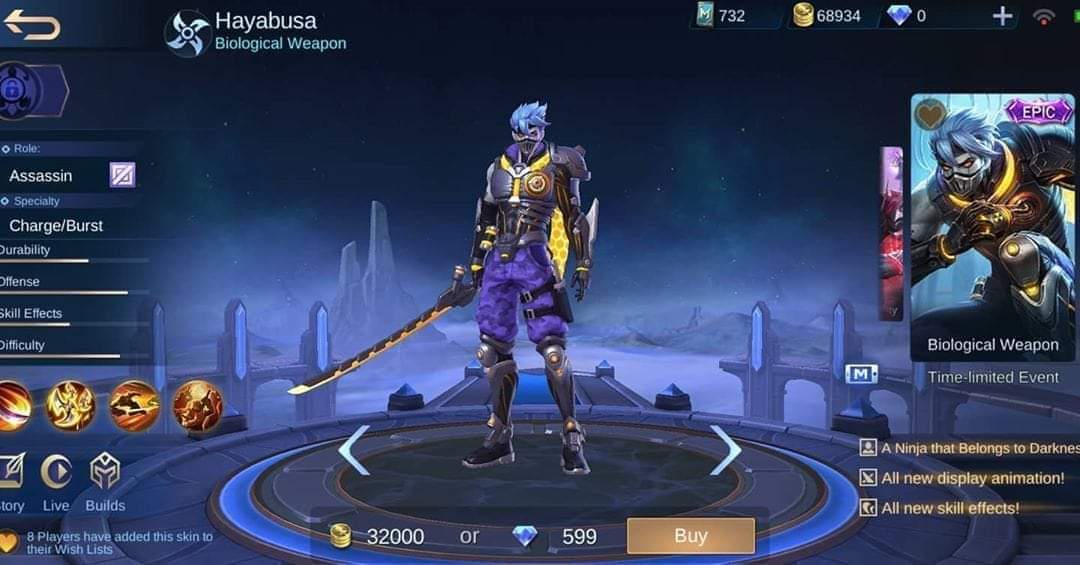 Hayabusa
Biological Weapon
732
68934
0
Role:
Assassin
Specialty
Charge/Burst
Durability
Offense
Skill Effects
Difficulty
Story
Live
Builds
8 Players have added this skin to
their Wish Lists
32000
or
599
Buy
EPIC
Biological Weapon
Time-limited Event
M
A Ninja that Belongs to Darknes
All new display animation!
All new skill effects!